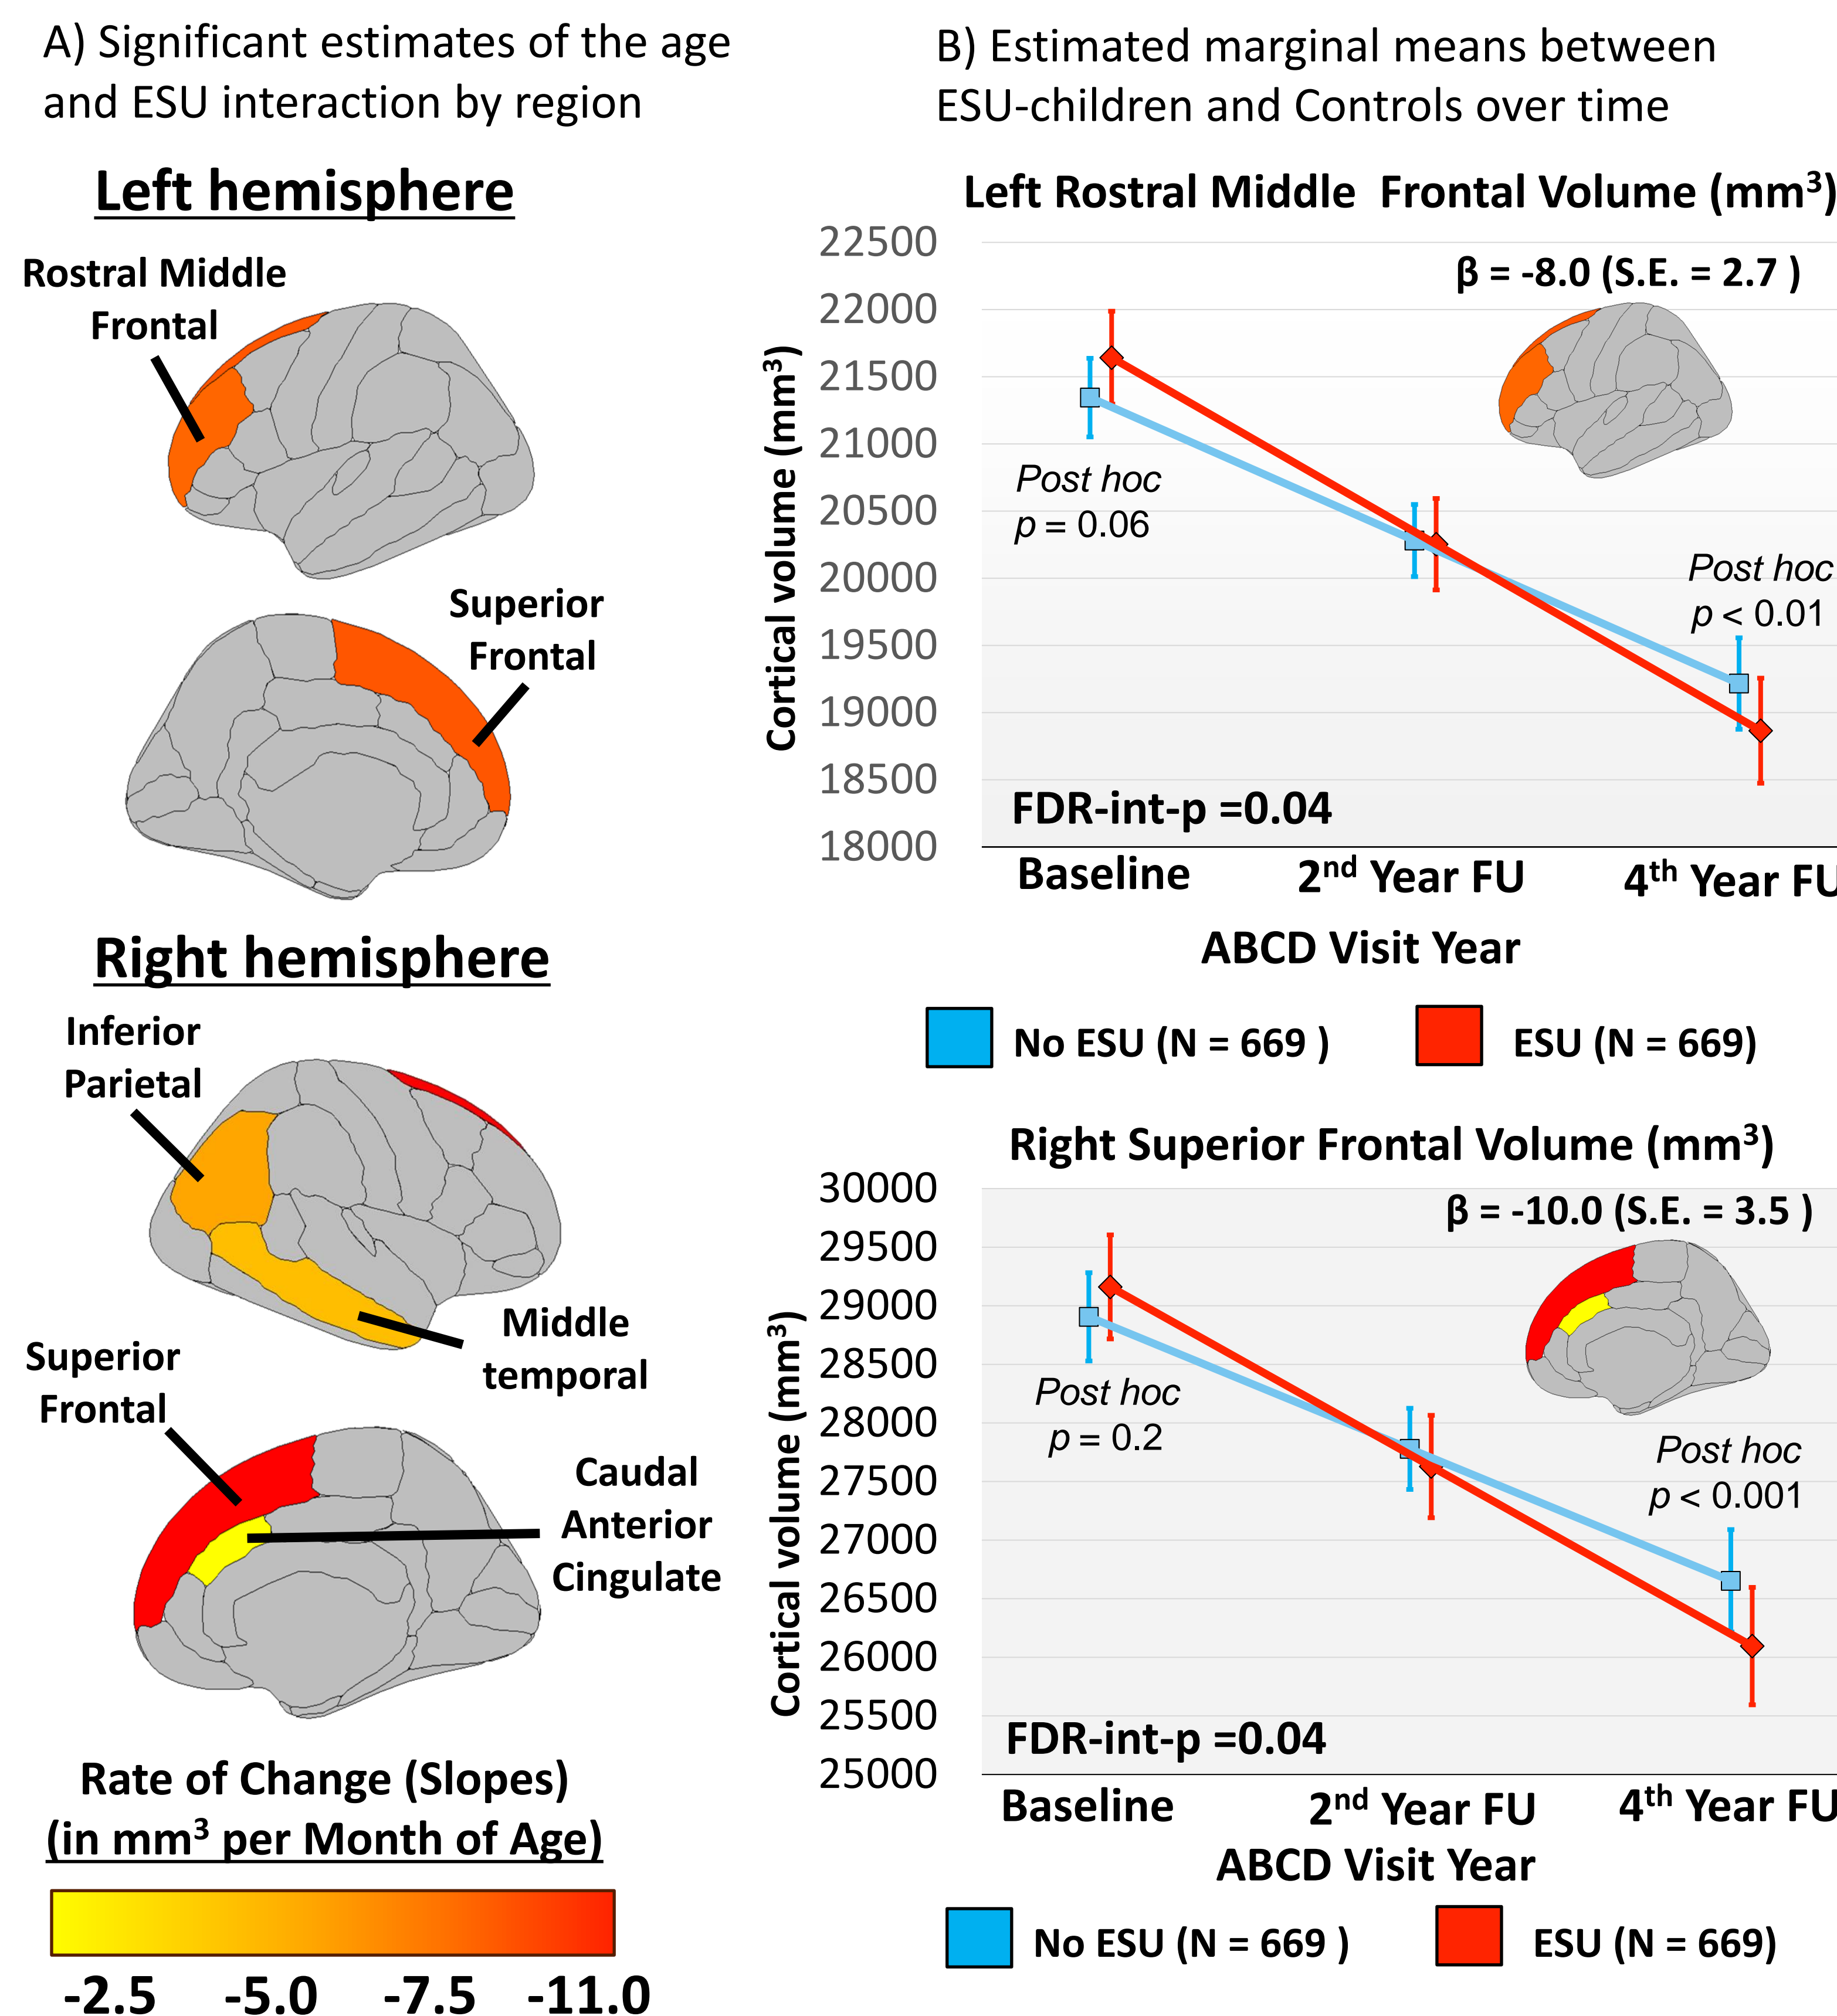 A) Significant estimates of the age
and ESU interaction by region
Left hemisphere
Rostral Middle
Frontal
Superior
Frontal
Right hemisphere
Inferior
Parietal
Middle
temporal
Superior
Frontal
Caudal
Anterior
Cingulate
Rate of Change (Slopes)
(in mm³ per Month of Age)
-2.5 -5.0 -7.5 -11.0
B) Estimated marginal means between
ESU-children and Controls over time
Left Rostral Middle Frontal Volume (mm³)
Cortical volume (mm³)
22500
22000
21500
21000
20500
20000
19500
19000
18500
18000
β = -8.0 (S.E. = 2.7 )
Post hoc
p = 0.06
Post hoc
p < 0.01
FDR-int-p =0.04
Baseline 2nd Year FU 4th Year FU
ABCD Visit Year
No ESU (N = 669 ) ESU (N = 669)
Right Superior Frontal Volume (mm³)
Cortical volume (mm³)
30000
29500
29000
28500
28000
27500
27000
26500
26000
25500
25000
β = -10.0 (S.E. = 3.5 )
Post hoc
p = 0.2
Post hoc
p < 0.001
FDR-int-p =0.04
Baseline 2nd Year FU 4th Year FU
ABCD Visit Year
No ESU (N = 669 ) ESU (N = 669)